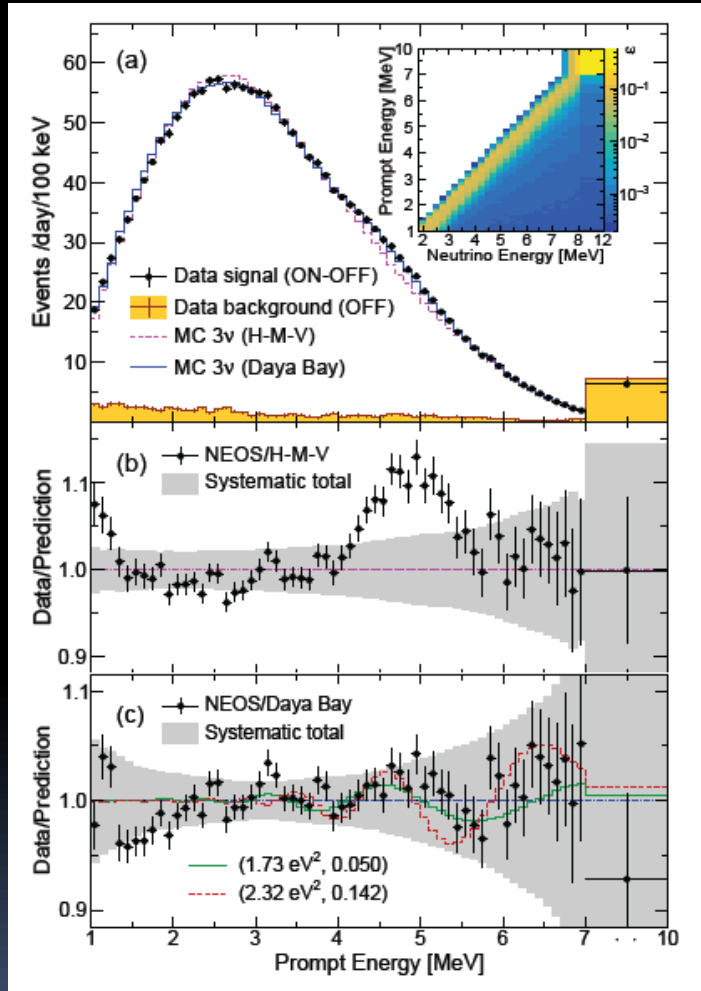 (a)
Events /day/100 keV
60
50
40
30
20
10
Data signal (ON-OFF)
Data background (OFF)
MC 3ν (H-M-V)
MC 3ν (Daya Bay)
Prompt Energy [MeV]
10
9
8
7
6
5
4
3
2
1
2 3 4 5 6 7 8 12
Neutrino Energy [MeV]
ε
10⁻¹
10⁻²
10⁻³
(b)
Data/Prediction
1.1
1.0
0.9
NEOS/H-M-V
Systematic total
(c)
Data/Prediction
1.1
1.0
0.9
NEOS/Daya Bay
Systematic total
(1.73 eV², 0.050)
(2.32 eV², 0.142)
1 2 3 4 5 6 7 10
Prompt Energy [MeV]